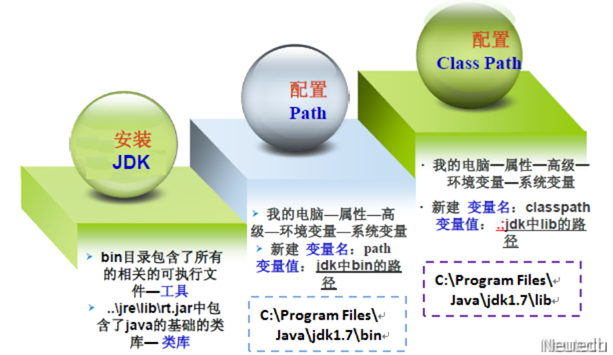 安装
JDK
bin目录包含了所有
的相关的可执行文
件—工具
..\jre\lib\rt.jar中包
含了java的基础的类
库— 类库
配置
Path
我的电脑—属性—高
级—环境变量—系统变量
新建 变量名：path
变量值：jdk中bin的路
径
C:\Program Files\
Java\jdk1.7\bin
配置
Class Path
· 我的电脑—属性—高级—
环境变量—系统变量
· 新建 变量名：classpath
变量值：.;jdk中lib的路
径
C:\Program Files\
Java\jdk1.7\lib